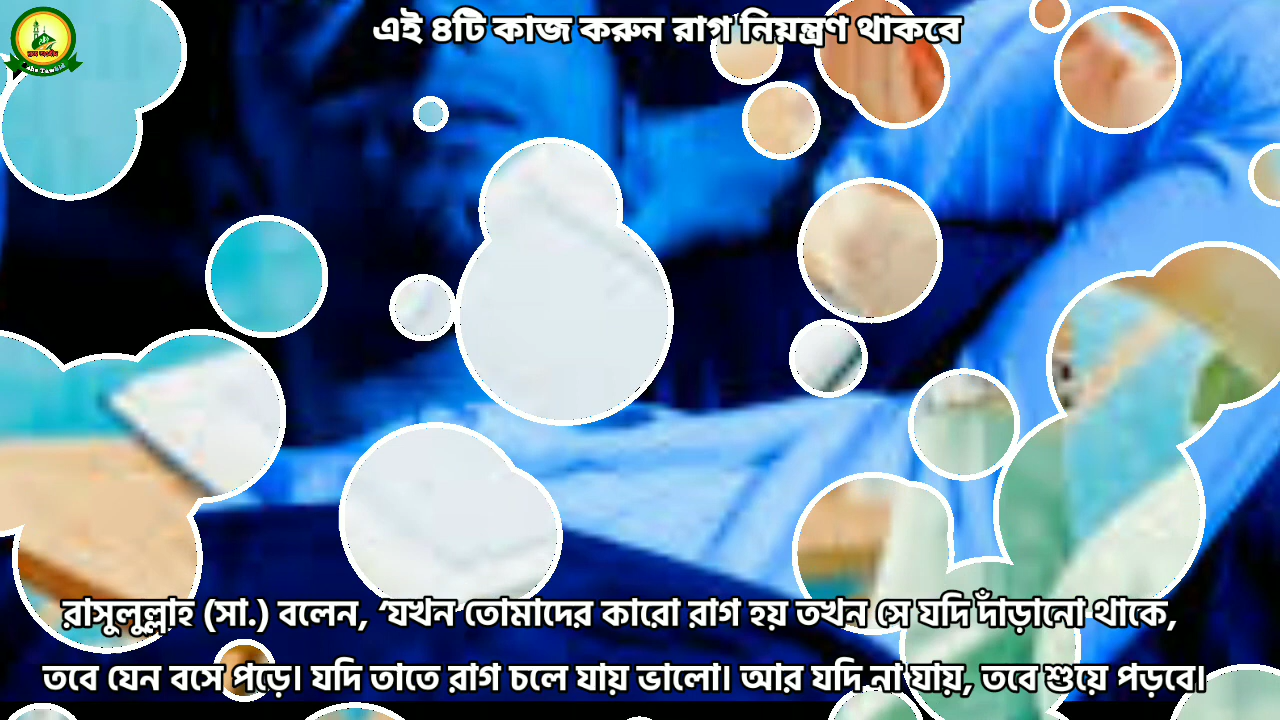 এই ৪টি কাজ করুন রাগ নিয়ন্ত্রণ থাকবে
রাসুলুল্লাহ (সা.) বলেন, ‘যখন তোমাদের কারো রাগ হয় তখন সে যদি দাঁড়ানো থাকে,
তবে যেন বসে পড়ে। যদি তাতে রাগ চলে যায় ভালো। আর যদি না যায়, তবে শুয়ে পড়বে।